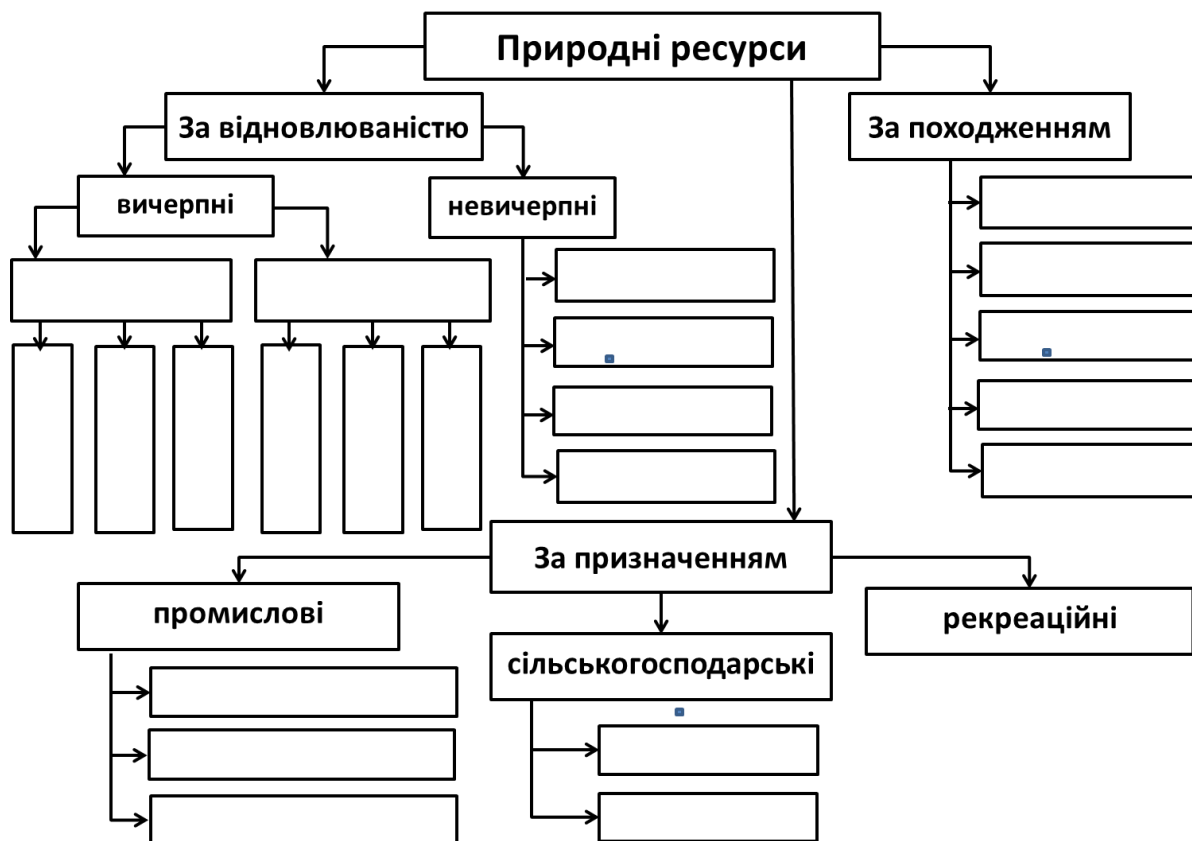 Природні ресурси
За відновлюваністю
За походженням
вичерпні
невичерпні
За призначенням
промислові
рекреаційні
сільськогосподарські